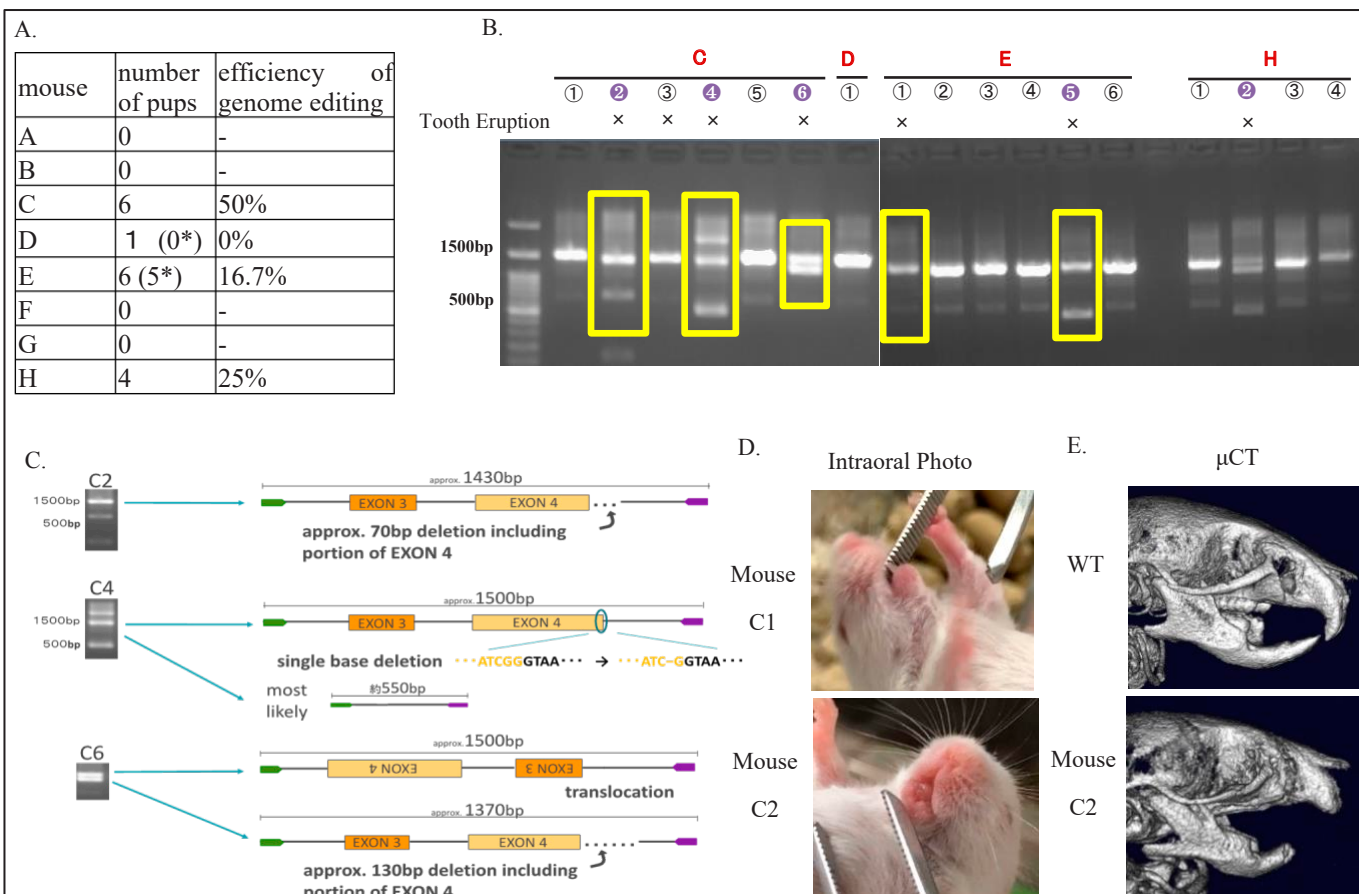 A.
mouse number of pups efficiency of genome editing
A 0 -
B 0 -
C 6 50%
D 1 (0*) 0%
E 6 (5*) 16.7%
F 0 -
G 0 -
H 4 25%
B.
C D E H
① ❷ ③ ❹ ⑤ ❻ ① ① ② ③ ④ ❺ ⑥ ① ❷ ③ ④
Tooth Eruption × × × × × × ×
1500bp
500bp
C.
C2
1500bp
500bp
approx. 1430bp
EXON 3 EXON 4
approx. 70bp deletion including
portion of EXON 4
C4
1500bp
500bp
approx. 1500bp
EXON 3 EXON 4
single base deletion ···ATCGGGTAA··· → ···ATC-GGTAA···
most
likely
約550bp
C6
approx. 1500bp
EXON 4 EXON 3
translocation
approx. 1370bp
EXON 3 EXON 4
approx. 130bp deletion including
portion of EXON 4
D.
Intraoral Photo
Mouse
C1
Mouse
C2
E.
μCT
WT
Mouse
C2